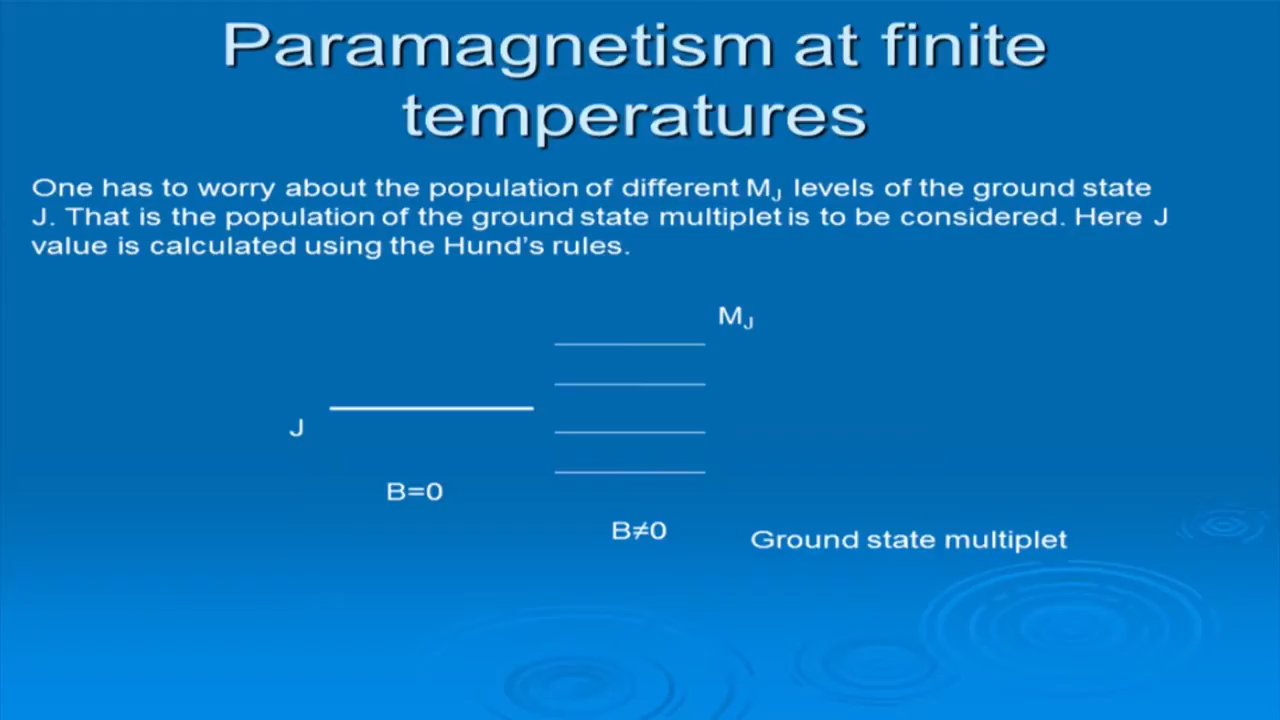 Paramagnetism at finite
temperatures
One has to worry about the population of different MJ levels of the ground state
J. That is the population of the ground state multiplet is to be considered. Here J
value is calculated using the Hund's rules.
MJ
J
B=0
B≠0
Ground state multiplet